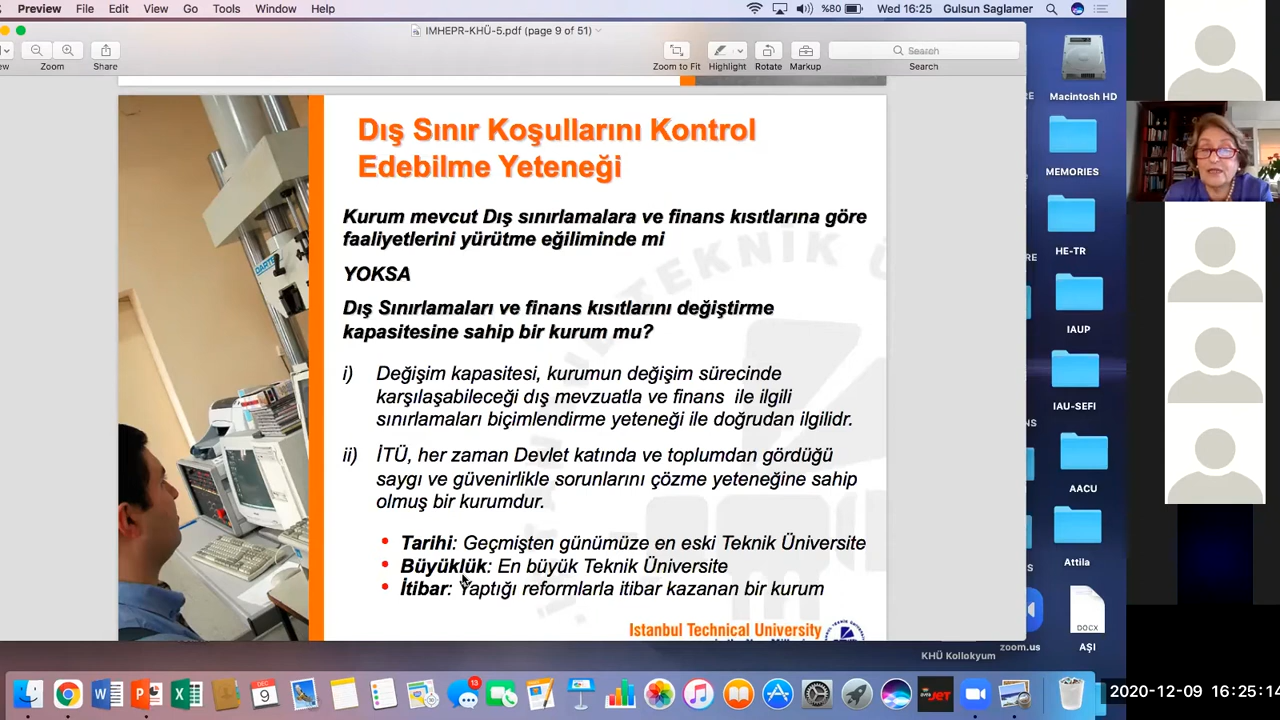 Preview File Edit View Go Tools Window Help %80 Wed 16:25 Gulsun Saglamer
IMHEPR-KHÜ-5.pdf (page 9 of 51)
Search
Zoom Share Zoom to Fit Highlight Rotate Markup Search
Dış Sınır Koşullarını Kontrol
Edebilme Yeteneği
Kurum mevcut Dış sınırlamalara ve finans kısıtlarına göre
faaliyetlerini yürütme eğiliminde mi
YOKSA
Dış Sınırlamaları ve finans kısıtlarını değiştirme
kapasitesine sahip bir kurum mu?
i) Değişim kapasitesi, kurumun değişim sürecinde
karşılaşabileceği dış mevzuatla ve finans ile ilgili
sınırlamaları biçimlendirme yeteneği ile doğrudan ilgilidr.
ii) İTÜ, her zaman Devlet katında ve toplumdan gördüğü
saygı ve güvenirlikle sorunlarını çözme yeteneğine sahip
olmuş bir kurumdur.
• Tarihi: Geçmişten günümüze en eski Teknik Üniversite
• Büyüklük: En büyük Teknik Üniversite
• İtibar: Yaptığı reformlarla itibar kazanan bir kurum
Istanbul Technical University
Macintosh HD
MEMORIES
HE-TR
IAUP
IAU-SEFI
AACU
Attila
DOCX
AŞI
zoom.us
KHÜ Kollokyum
DEC
9
13
JET
2020-12-09 16:25:14